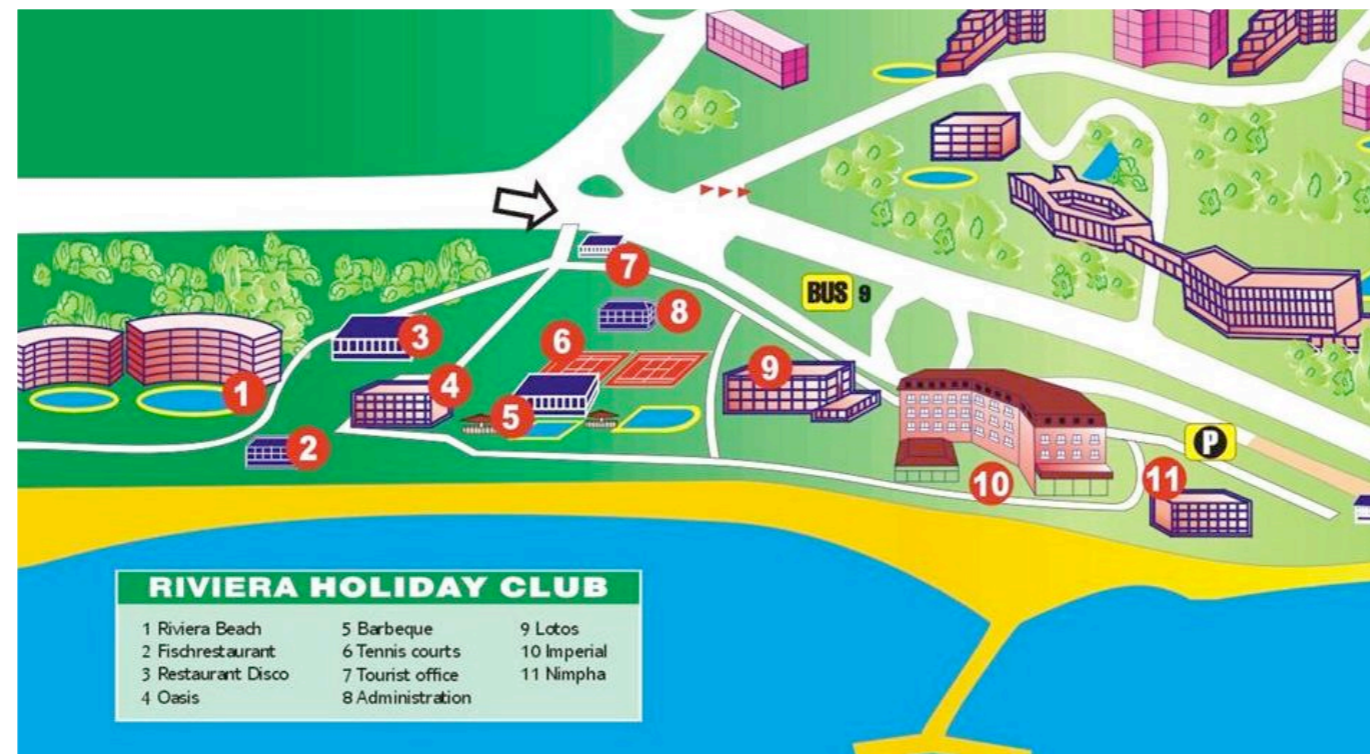 BUS 9
7
8
3
6
9
4
1
5
2
P
10
11
RIVIERA HOLIDAY CLUB
1 Riviera Beach
2 Fischrestaurant
3 Restaurant Disco
4 Oasis
5 Barbeque
6 Tennis courts
7 Tourist office
8 Administration
9 Lotos
10 Imperial
11 Nimpha